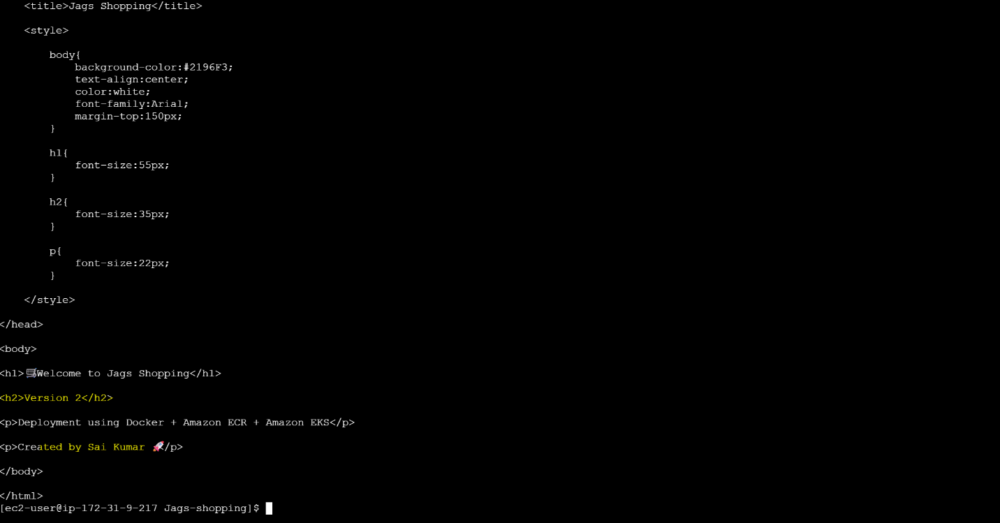 <title>Jags Shopping</title>
<style>
body{
background-color:#2196F3;
text-align:center;
color:white;
font-family:Arial;
margin-top:150px;
}
h1{
font-size:55px;
}
h2{
font-size:35px;
}
p{
font-size:22px;
}
</style>
</head>
<body>
<h1>🛒Welcome to Jags Shopping</h1>
<h2>Version 2</h2>
<p>Deployment using Docker + Amazon ECR + Amazon EKS</p>
<p>Created by Sai Kumar 🚀/p>
</body>
</html>
[ec2-user@ip-172-31-9-217 Jags-shopping]$